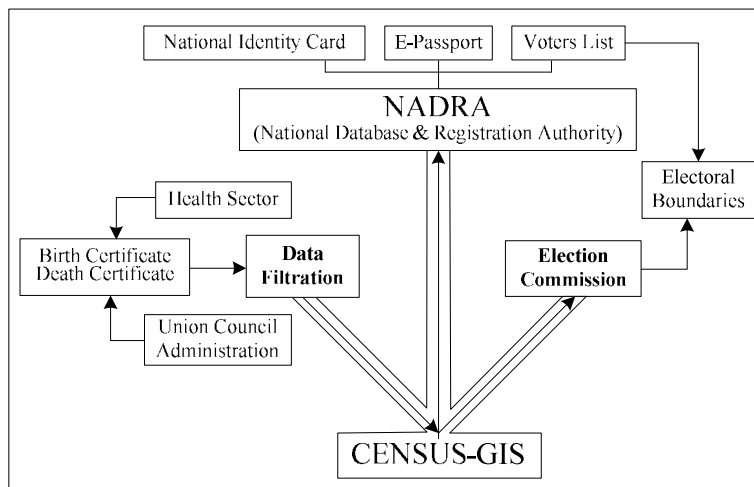 National Identity Card
E-Passport
Voters List
NADRA
(National Database & Registration Authority)
Electoral
Boundaries
Health Sector
Birth Certificate
Death Certificate
Data
Filtration
Election
Commission
Union Council
Administration
CENSUS-GIS